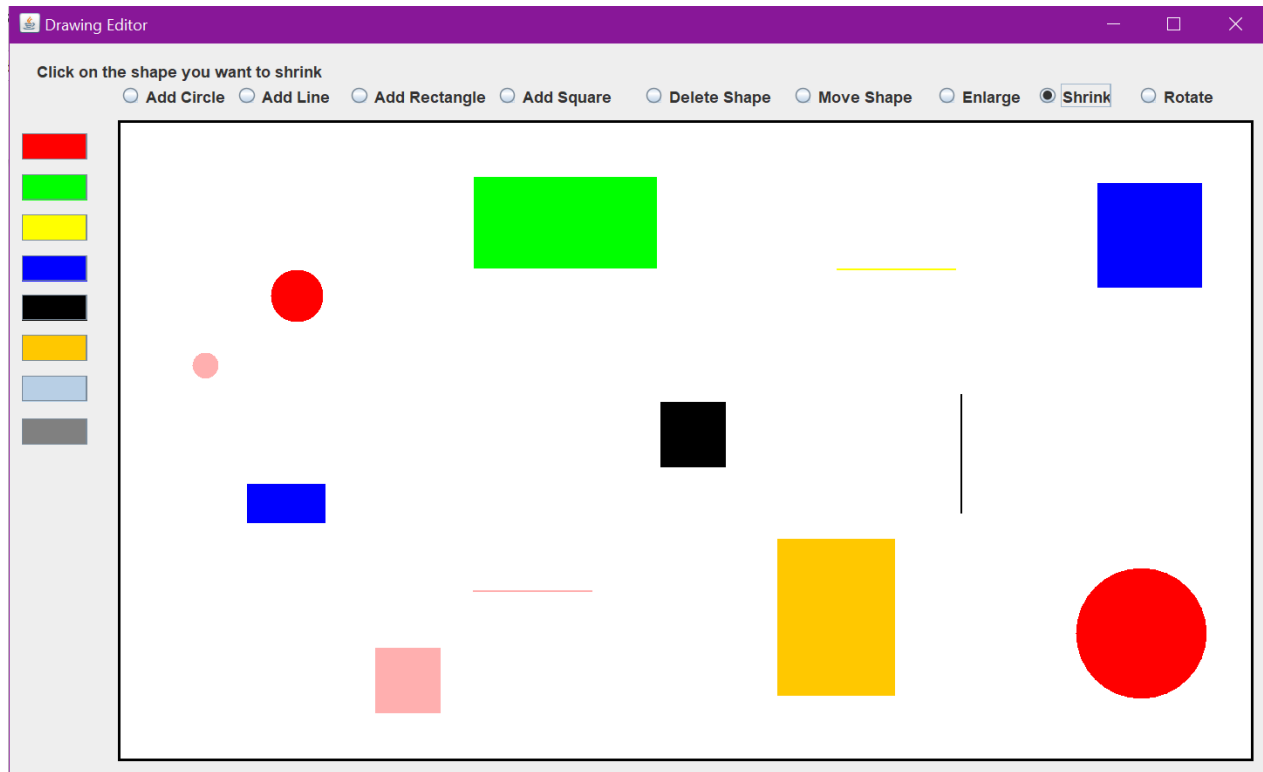 Drawing Editor
Click on the shape you want to shrink
Add Circle Add Line Add Rectangle Add Square Delete Shape Move Shape Enlarge Shrink Rotate